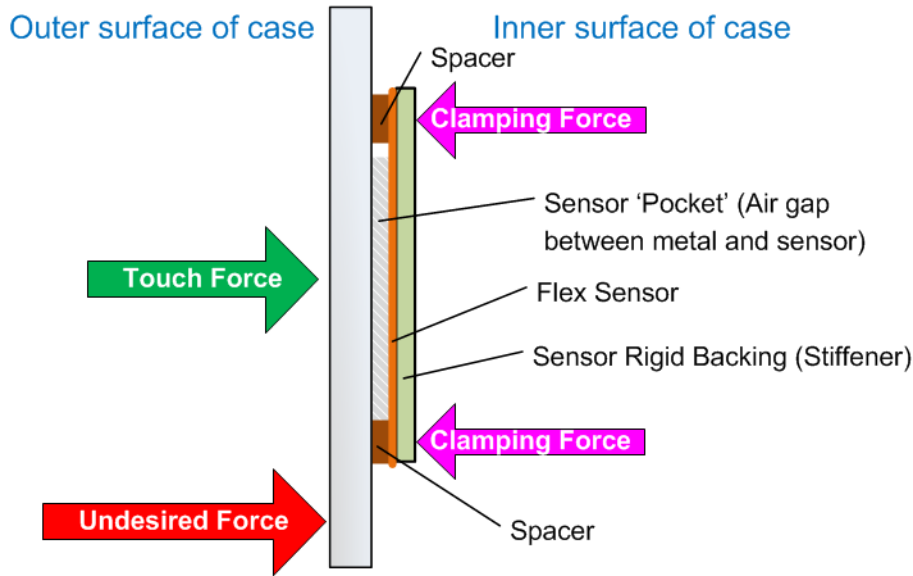 Outer surface of case
Inner surface of case
Spacer
Clamping Force
Sensor ‘Pocket’ (Air gap
between metal and sensor)
Touch Force
Flex Sensor
Sensor Rigid Backing (Stiffener)
Clamping Force
Undesired Force
Spacer